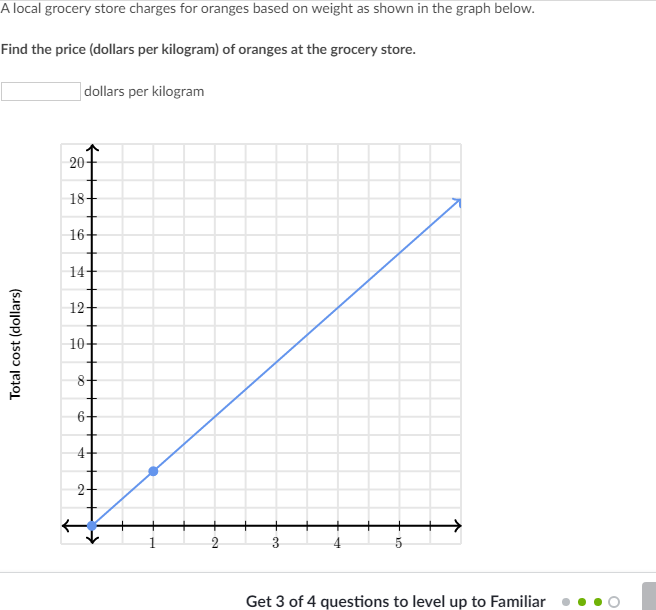 A local grocery store charges for oranges based on weight as shown in the graph below.
Find the price (dollars per kilogram) of oranges at the grocery store.
dollars per kilogram
20
18
16
14
12
10
8
6
4
2
Total cost (dollars)
1 2 3 4 5
Get 3 of 4 questions to level up to Familiar